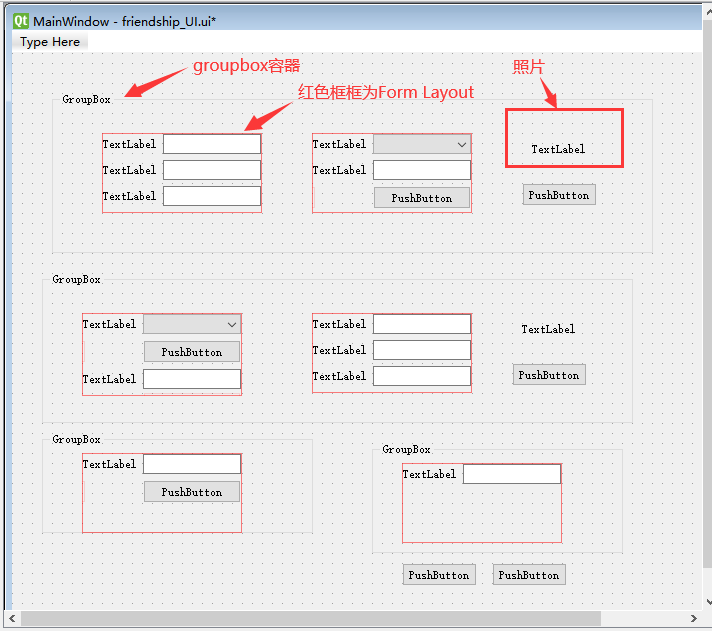 MainWindow - friendship_UI.ui*
Type Here
groupbox容器
照片
红色框框为Form Layout
GroupBox
TextLabel
TextLabel
TextLabel
TextLabel
TextLabel
PushButton
TextLabel
PushButton
GroupBox
TextLabel
PushButton
TextLabel
TextLabel
TextLabel
TextLabel
TextLabel
PushButton
GroupBox
TextLabel
PushButton
GroupBox
TextLabel
PushButton
PushButton